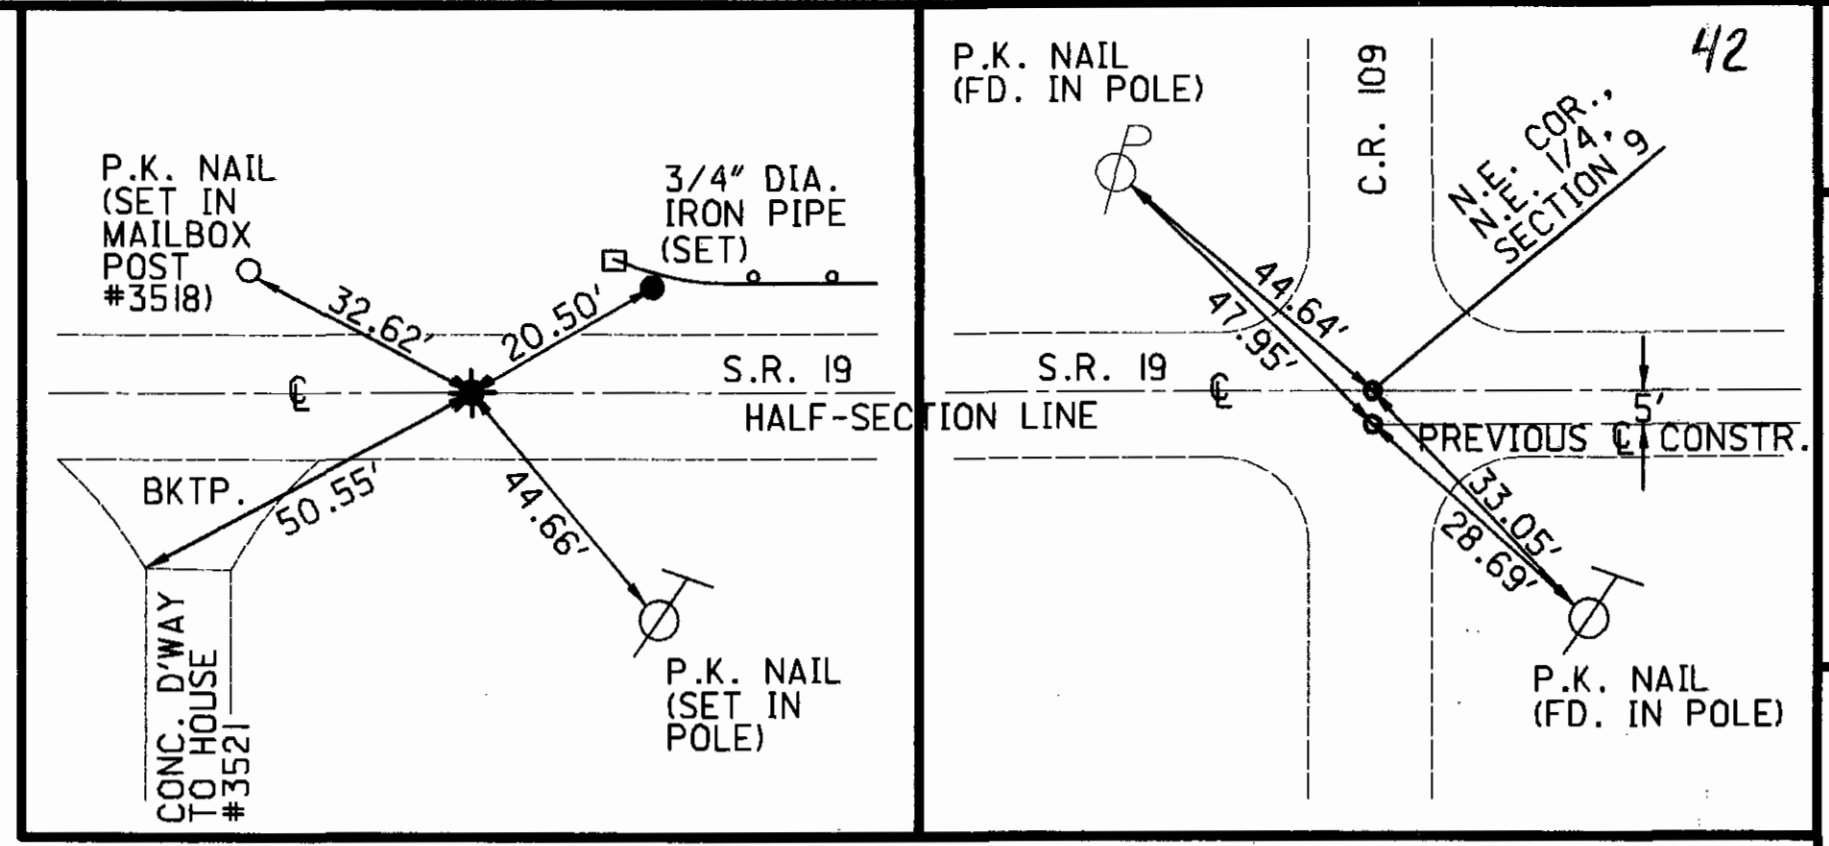 P.K. NAIL
(SET IN
MAILBOX
POST
#3518)
3/4" DIA.
IRON PIPE
(SET)
32.62'
20.50'
S.R. 19
℄
HALF-SECTION LINE
BKTP.
50.55'
44.66'
CONC. D'WAY
TO HOUSE
#3521
P.K. NAIL
(SET IN
POLE)
42
P.K. NAIL
(FD. IN POLE)
C.R. 109
N.E. COR.,
N.E. 1/4,
SECTION 9
44.64'
47.95'
S.R. 19
℄
5'
PREVIOUS ℄ CONSTR.
33.05'
28.69'
P.K. NAIL
(FD. IN POLE)